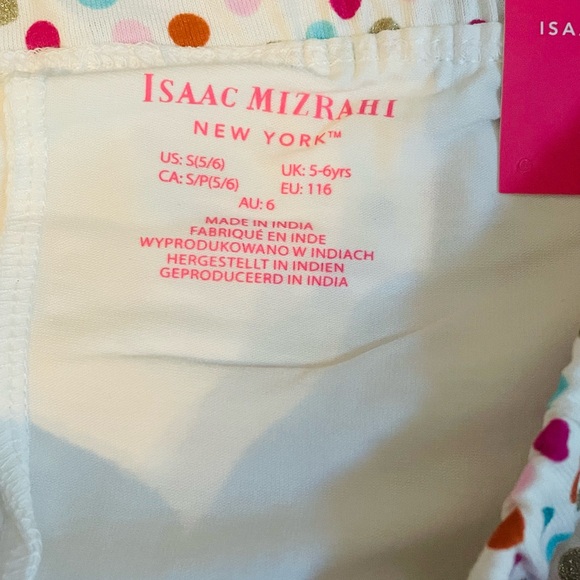 ISA
ISAAC MIZRAHI
NEW YORK™
US: S(5/6) UK: 5-6yrs
CA: S/P(5/6) EU: 116
AU: 6
MADE IN INDIA
FABRIQUÉ EN INDE
WYPRODUKOWANO W INDIACH
HERGESTELLT IN INDIEN
GEPRODUCEERD IN INDIA